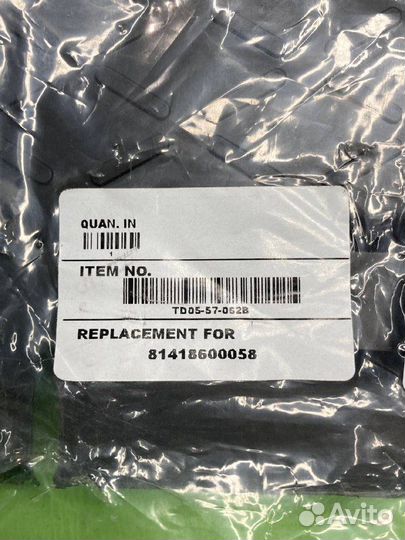 QUAN. IN
1
ITEM NO.
TD05-57-062B
REPLACEMENT FOR
81418600058
Avito